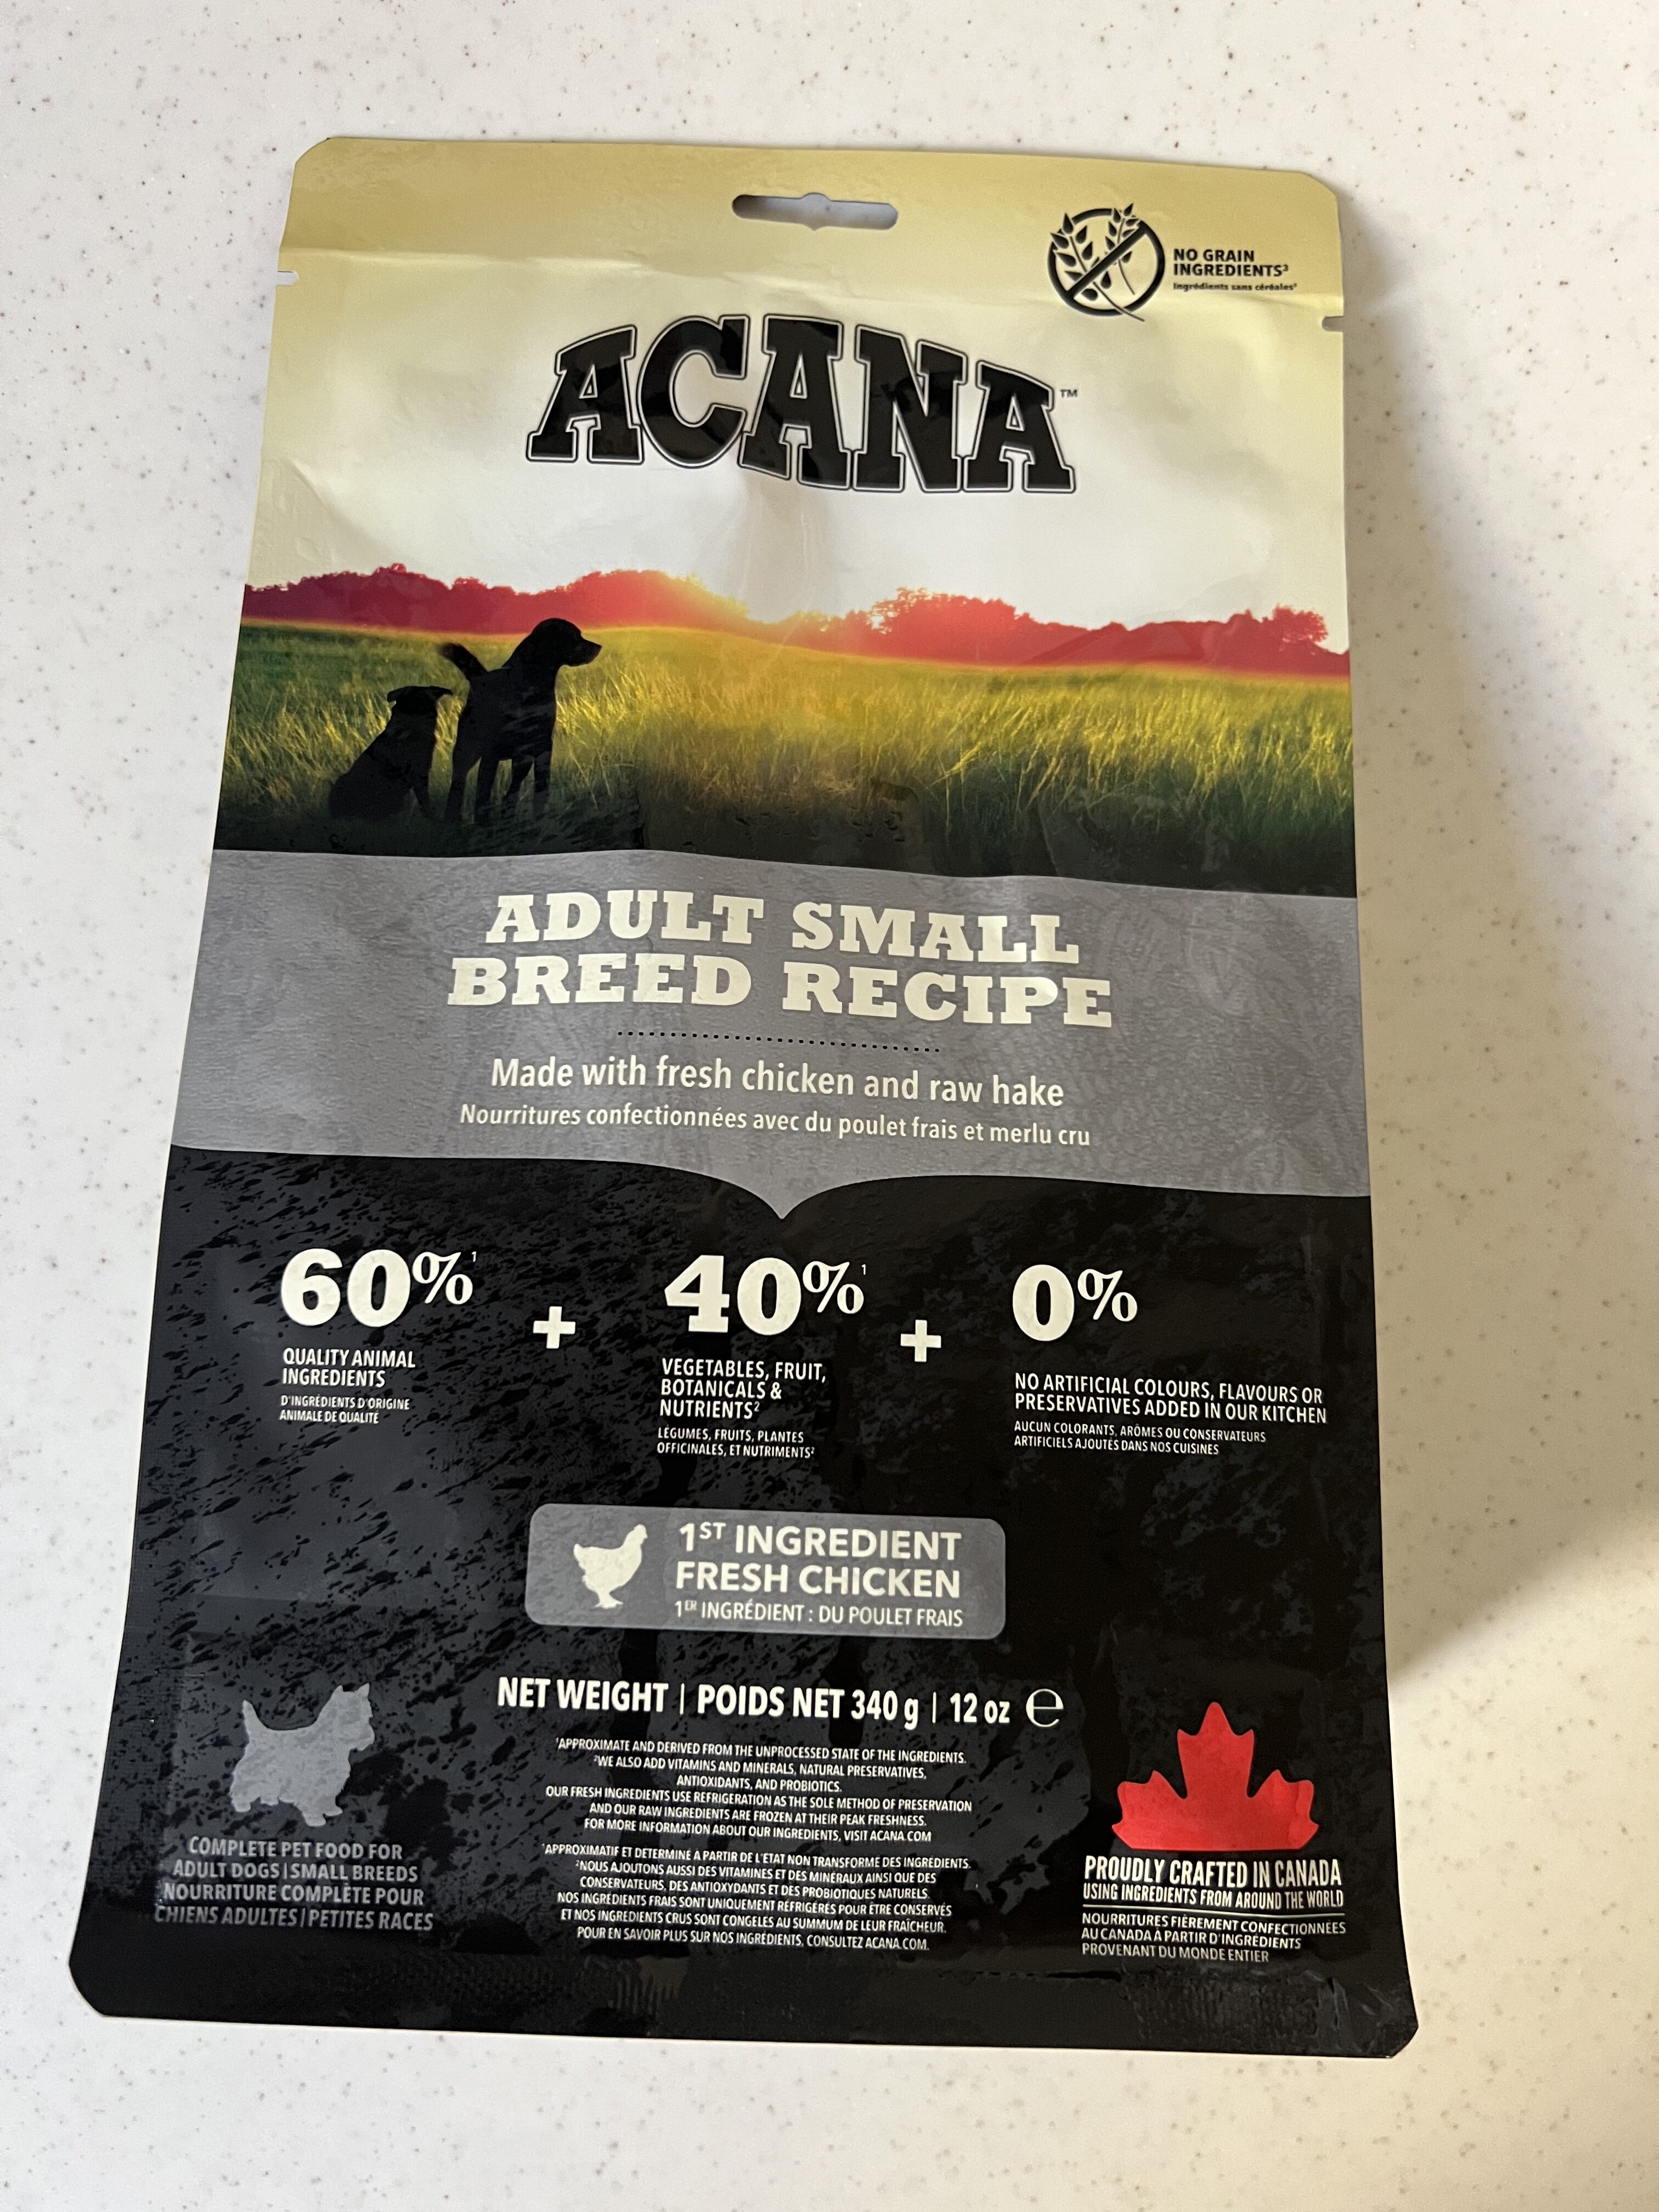 NO GRAIN
INGREDIENTS³
Ingrédients sans céréales³
ACANA™
ADULT SMALL
BREED RECIPE
Made with fresh chicken and raw hake
Nourritures confectionnées avec du poulet frais et merlu cru
60%¹
QUALITY ANIMAL
INGREDIENTS
D'INGRÉDIENTS D'ORIGINE
ANIMALE DE QUALITÉ
+
40%¹
VEGETABLES, FRUIT,
BOTANICALS &
NUTRIENTS²
LÉGUMES, FRUITS, PLANTES
OFFICINALES, ET NUTRIMENTS²
+
0%
NO ARTIFICIAL COLOURS, FLAVOURS OR
PRESERVATIVES ADDED IN OUR KITCHEN
AUCUN COLORANTS, ARÔMES OU CONSERVATEURS
ARTIFICIELS AJOUTÉS DANS NOS CUISINES
1ST INGREDIENT
FRESH CHICKEN
1ER INGRÉDIENT : DU POULET FRAIS
NET WEIGHT | POIDS NET 340 g | 12 oz ℮
¹APPROXIMATE AND DERIVED FROM THE UNPROCESSED STATE OF THE INGREDIENTS.
²WE ALSO ADD VITAMINS AND MINERALS, NATURAL PRESERVATIVES,
ANTIOXIDANTS, AND PROBIOTICS.
OUR FRESH INGREDIENTS USE REFRIGERATION AS THE SOLE METHOD OF PRESERVATION
AND OUR RAW INGREDIENTS ARE FROZEN AT THEIR PEAK FRESHNESS.
FOR MORE INFORMATION ABOUT OUR INGREDIENTS, VISIT ACANA.COM
¹APPROXIMATIF ET DÉTERMINÉ À PARTIR DE L'ÉTAT NON TRANSFORMÉ DES INGRÉDIENTS.
²NOUS AJOUTONS AUSSI DES VITAMINES ET DES MINÉRAUX AINSI QUE DES
CONSERVATEURS, DES ANTIOXYDANTS ET DES PROBIOTIQUES NATURELS.
NOS INGRÉDIENTS FRAIS SONT UNIQUEMENT RÉFRIGÉRÉS POUR ÊTRE CONSERVÉS
ET NOS INGRÉDIENTS CRUS SONT CONGELÉS AU SUMMUM DE LEUR FRAÎCHEUR.
POUR EN SAVOIR PLUS SUR NOS INGRÉDIENTS, CONSULTEZ ACANA.COM.
COMPLETE PET FOOD FOR
ADULT DOGS | SMALL BREEDS
NOURRITURE COMPLÈTE POUR
CHIENS ADULTES | PETITES RACES
PROUDLY CRAFTED IN CANADA
USING INGREDIENTS FROM AROUND THE WORLD
NOURRITURES FIÈREMENT CONFECTIONNÉES
AU CANADA À PARTIR D'INGRÉDIENTS
PROVENANT DU MONDE ENTIER